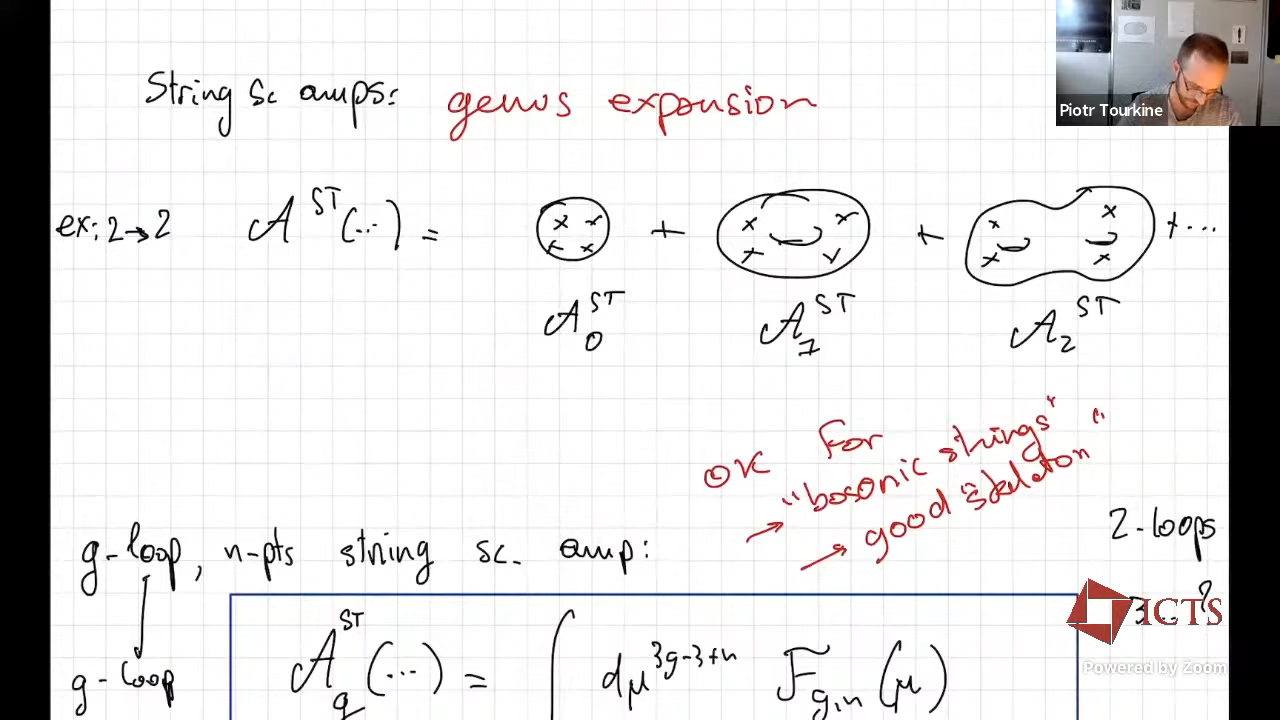 Piotr Tourkine
String sc amps: genus expansion
ex: 2→2 𝒜^ST(...) = + + + ...
𝒜_0^ST 𝒜_1^ST 𝒜_2^ST
OK for
→ "bosonic strings"
→ good "skeleton"
2-loops
g-loop, n-pts string sc. amp:
3 ... ?
ICTS
Powered by Zoom
g-loop 𝒜_g^ST(...) = ∫ dμ^{3g-3+n} ℱ_{g,n}(μ)